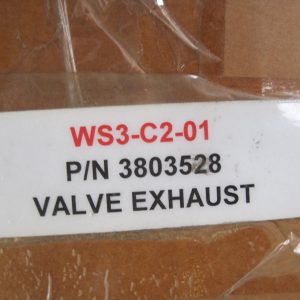 WS3-C2-01
P/N 3803528
VALVE EXHAUST